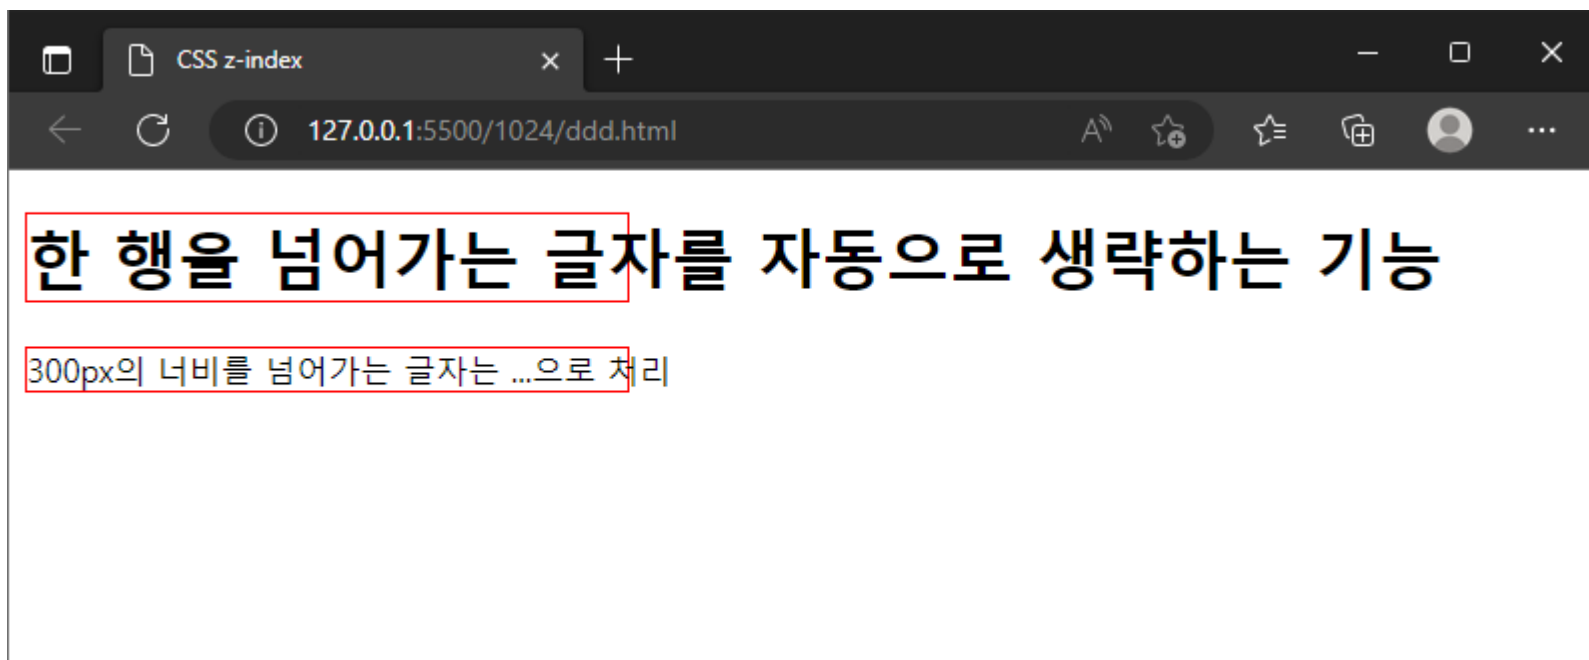 CSS z-index
127.0.0.1:5500/1024/ddd.html
한 행을 넘어가는 글자를 자동으로 생략하는 기능
300px의 너비를 넘어가는 글자는 ...으로 처리